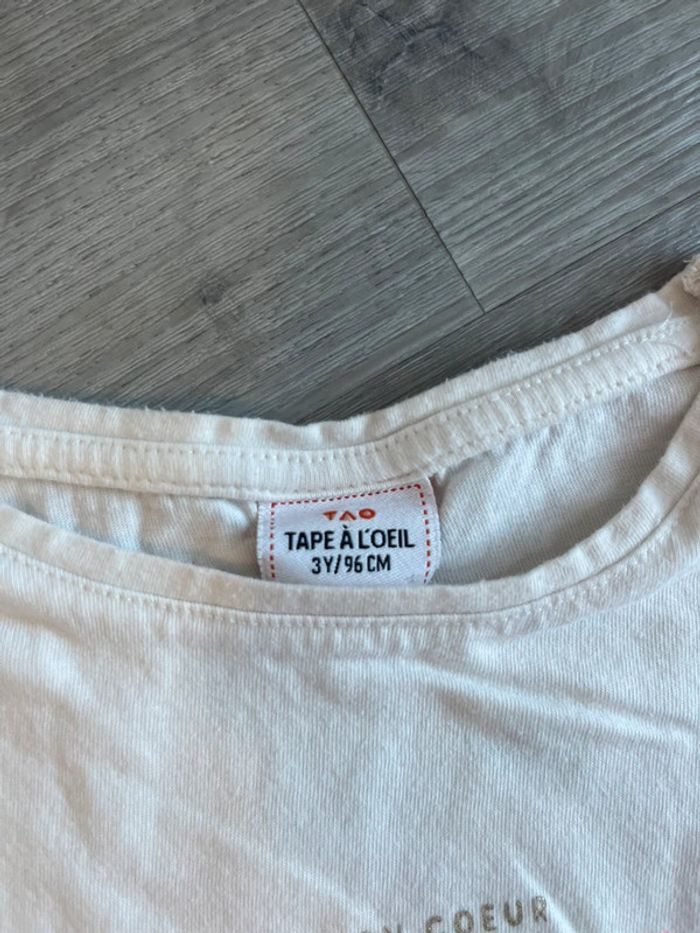 TAO
TAPE À L'OEIL
3Y/96 CM
COEUR